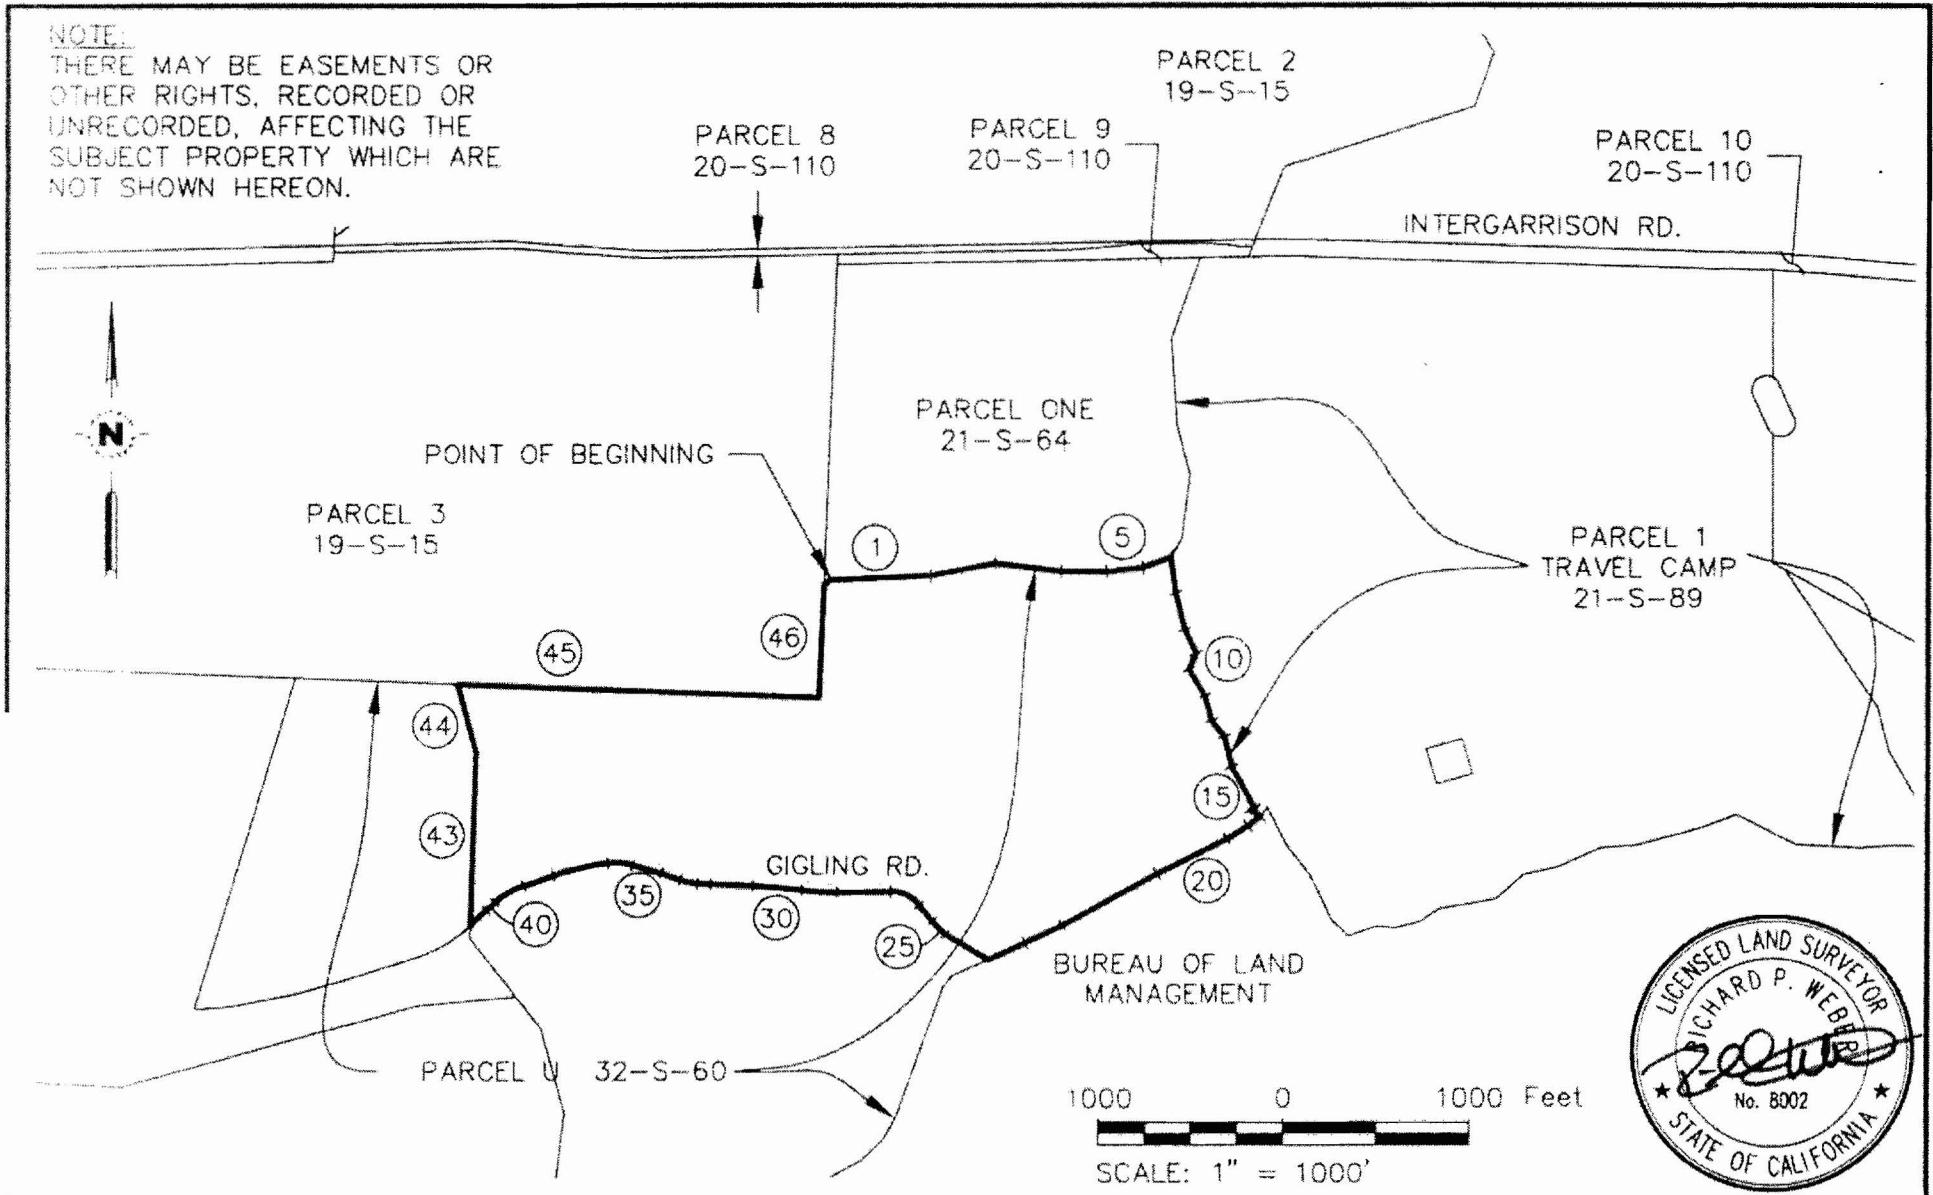 NOTE:
THERE MAY BE EASEMENTS OR
OTHER RIGHTS, RECORDED OR
UNRECORDED, AFFECTING THE
SUBJECT PROPERTY WHICH ARE
NOT SHOWN HEREON.
PARCEL 8
20-S-110
PARCEL 9
20-S-110
PARCEL 2
19-S-15
PARCEL 10
20-S-110
INTERGARRISON RD.
N
PARCEL ONE
21-S-64
POINT OF BEGINNING
PARCEL 3
19-S-15
PARCEL 1
TRAVEL CAMP
21-S-89
1
5
46
45
10
44
15
43
GIGLING RD.
20
35
30
40
25
BUREAU OF LAND
MANAGEMENT
PARCEL U 32-S-60
1000 0 1000 Feet
SCALE: 1" = 1000'
LICENSED LAND SURVEYOR
RICHARD P. WEBER
No. 8002
STATE OF CALIFORNIA